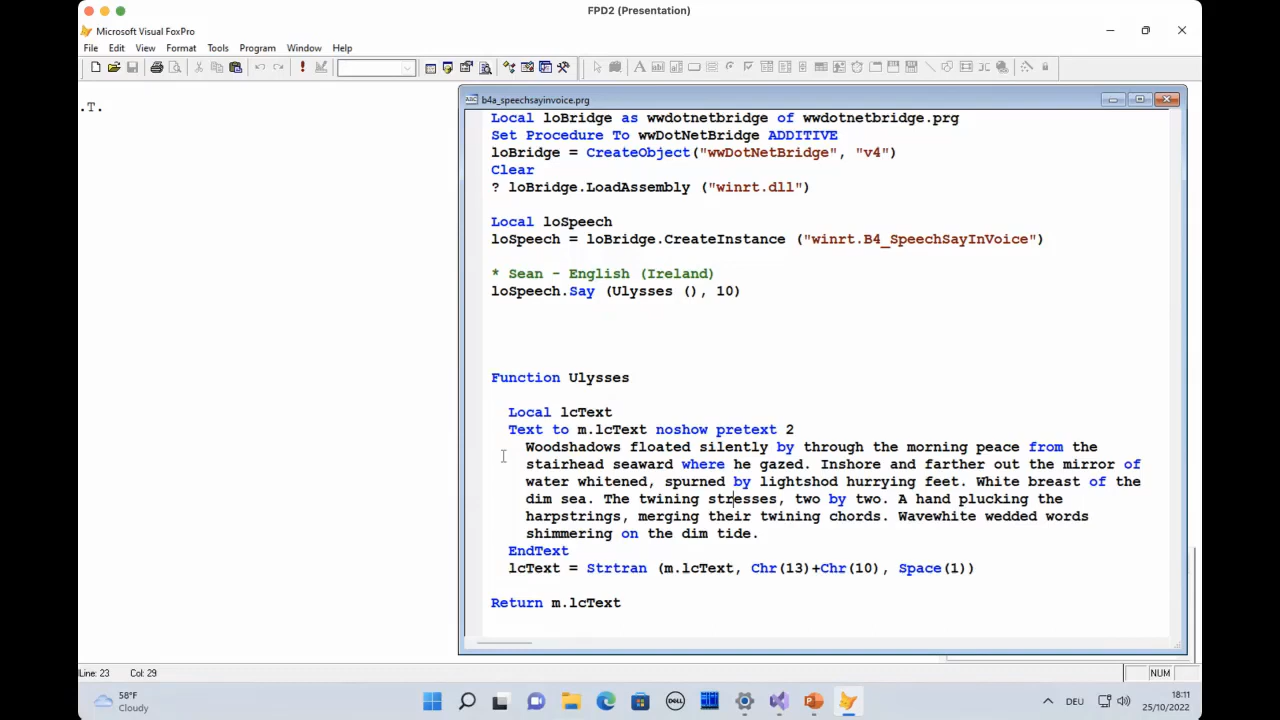 FPD2 (Presentation)
Microsoft Visual FoxPro
File Edit View Format Tools Program Window Help
.T.
b4a_speechsayinvoice.prg
Local loBridge as wwdotnetbridge of wwdotnetbridge.prg
Set Procedure To wwDotNetBridge ADDITIVE
loBridge = CreateObject("wwDotNetBridge", "v4")
Clear
? loBridge.LoadAssembly ("winrt.dll")
Local loSpeech
loSpeech = loBridge.CreateInstance ("winrt.B4_SpeechSayInVoice")
* Sean - English (Ireland)
loSpeech.Say (Ulysses (), 10)
Function Ulysses
Local lcText
Text to m.lcText noshow pretext 2
Woodshadows floated silently by through the morning peace from the
stairhead seaward where he gazed. Inshore and farther out the mirror of
water whitened, spurned by lightshod hurrying feet. White breast of the
dim sea. The twining stresses, two by two. A hand plucking the
harpstrings, merging their twining chords. Wavewhite wedded words
shimmering on the dim tide.
EndText
lcText = Strtran (m.lcText, Chr(13)+Chr(10), Space(1))
Return m.lcText
Line: 23 Col: 29 NUM
58°F
Cloudy
DELL
DEU
18:11
25/10/2022